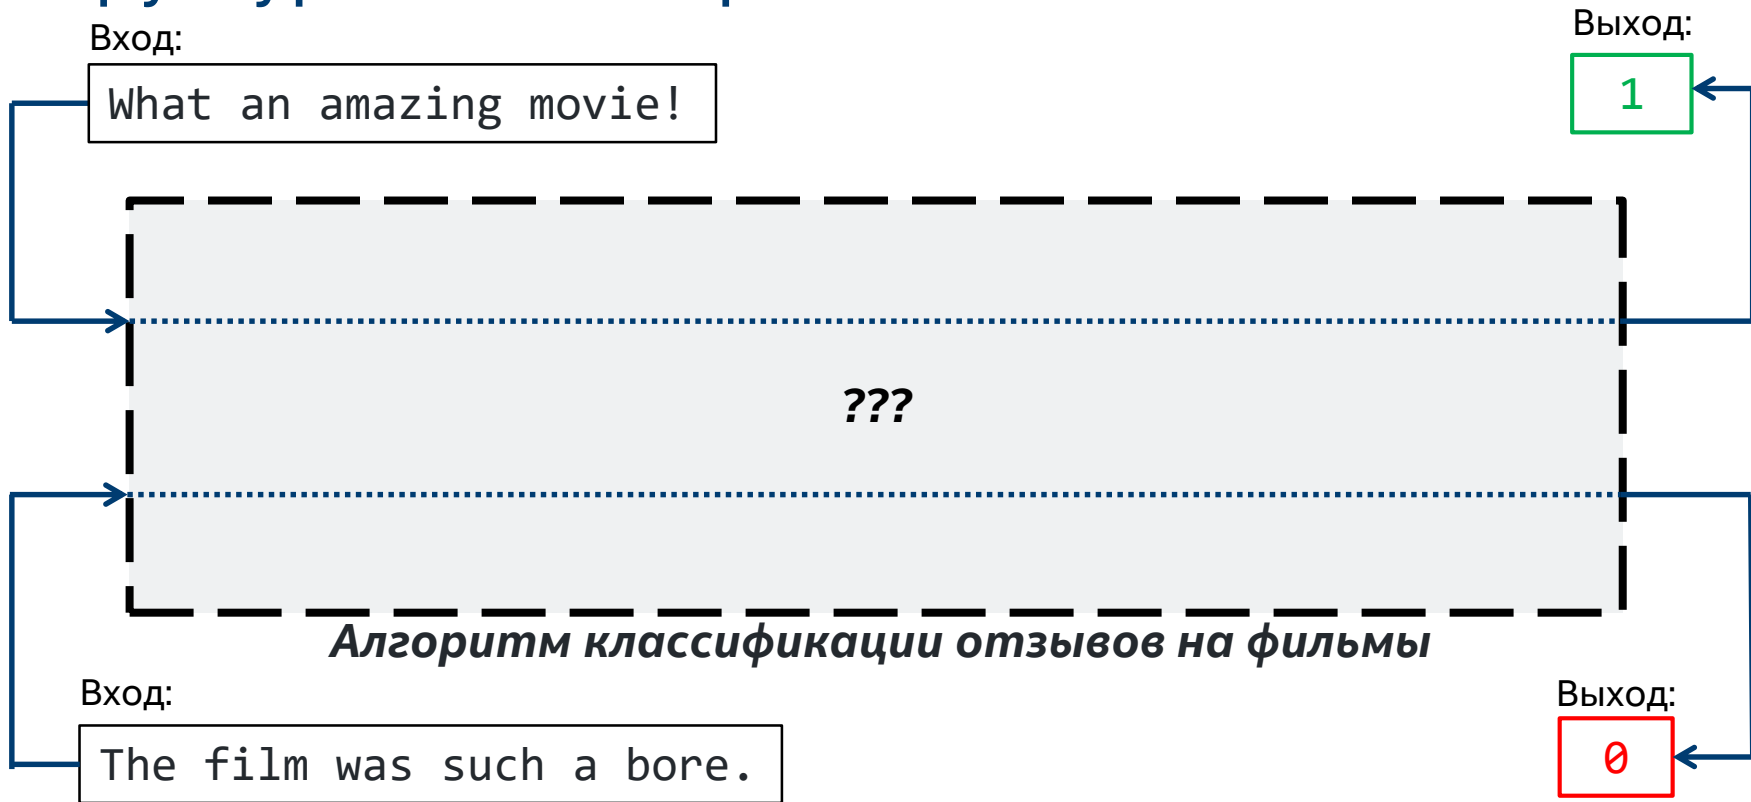 Вход:
Выход:
What an amazing movie!
1
???
Алгоритм классификации отзывов на фильмы
Вход:
Выход:
The film was such a bore.
0